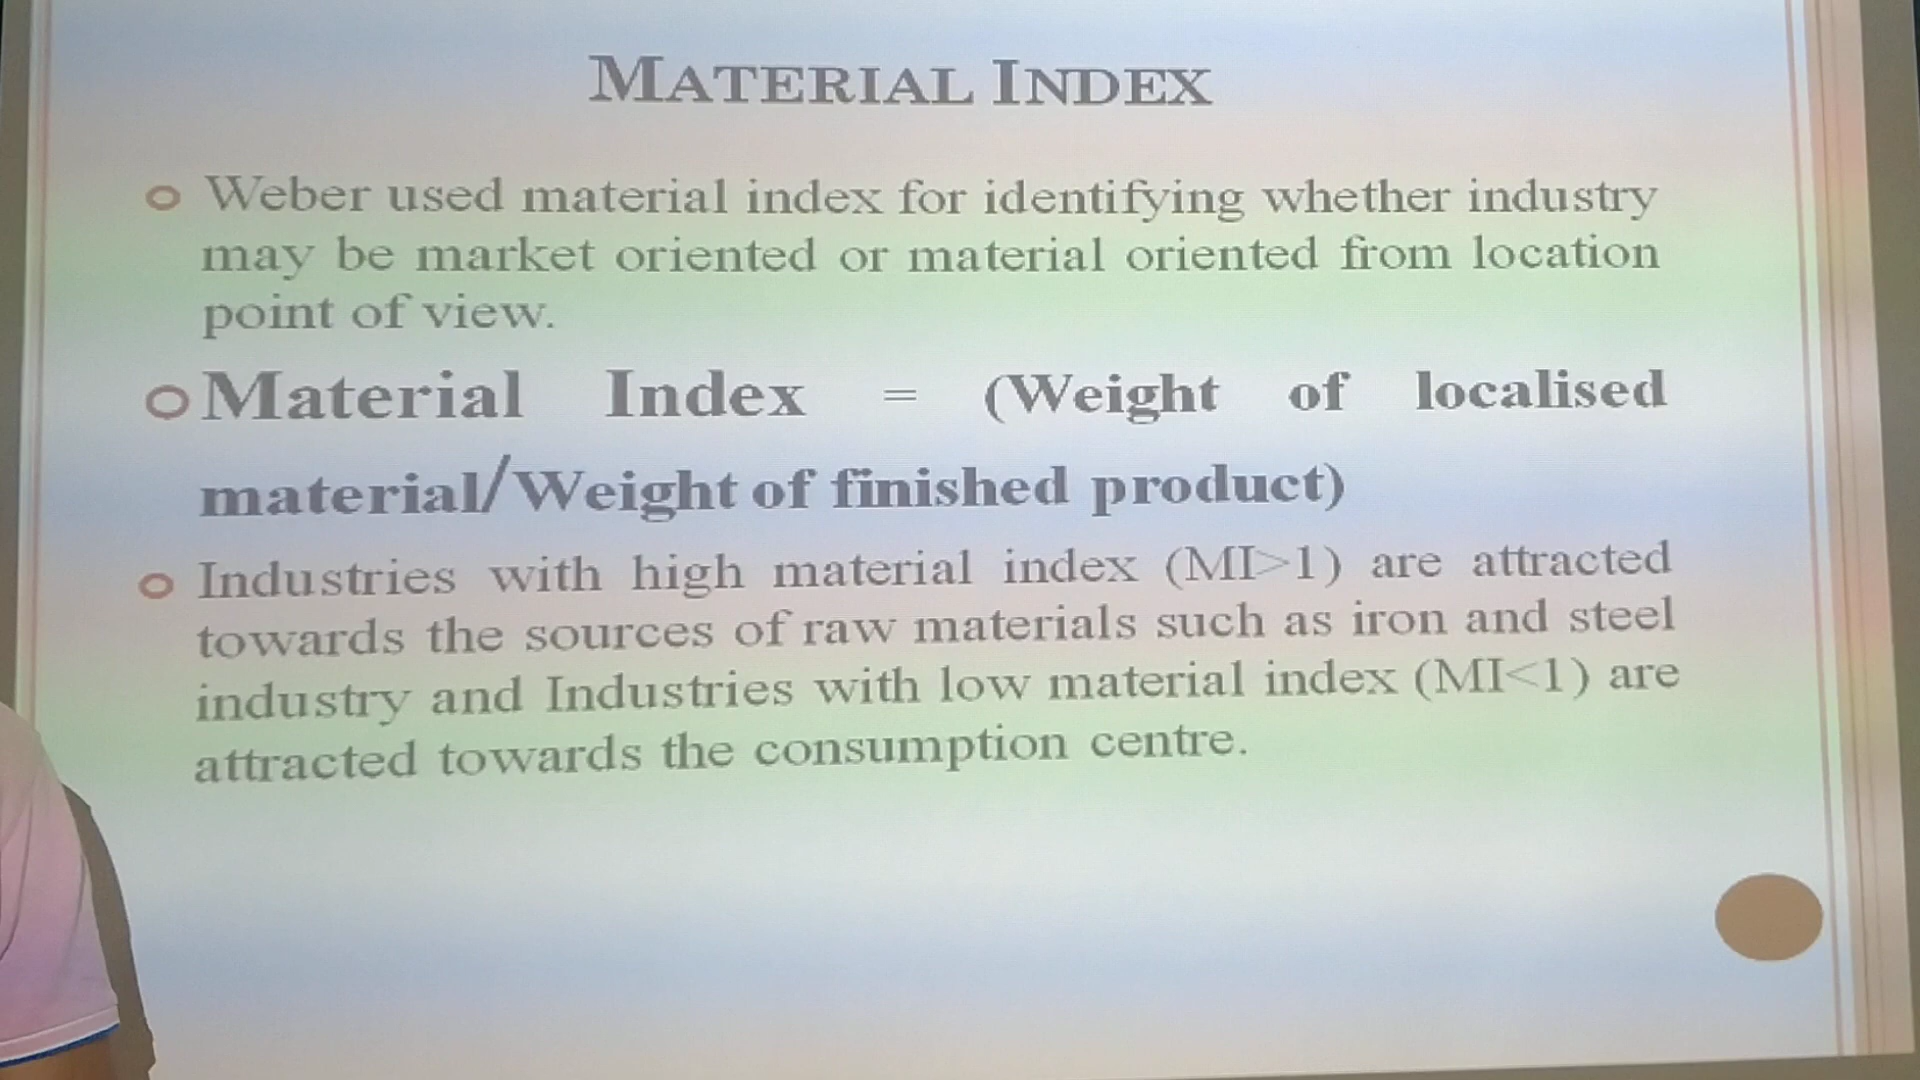 MATERIAL INDEX
Weber used material index for identifying whether industry
may be market oriented or material oriented from location
point of view.
Material Index = (Weight of localised
material/Weight of finished product)
Industries with high material index (MI>1) are attracted
towards the sources of raw materials such as iron and steel
industry and Industries with low material index (MI<1) are
attracted towards the consumption centre.